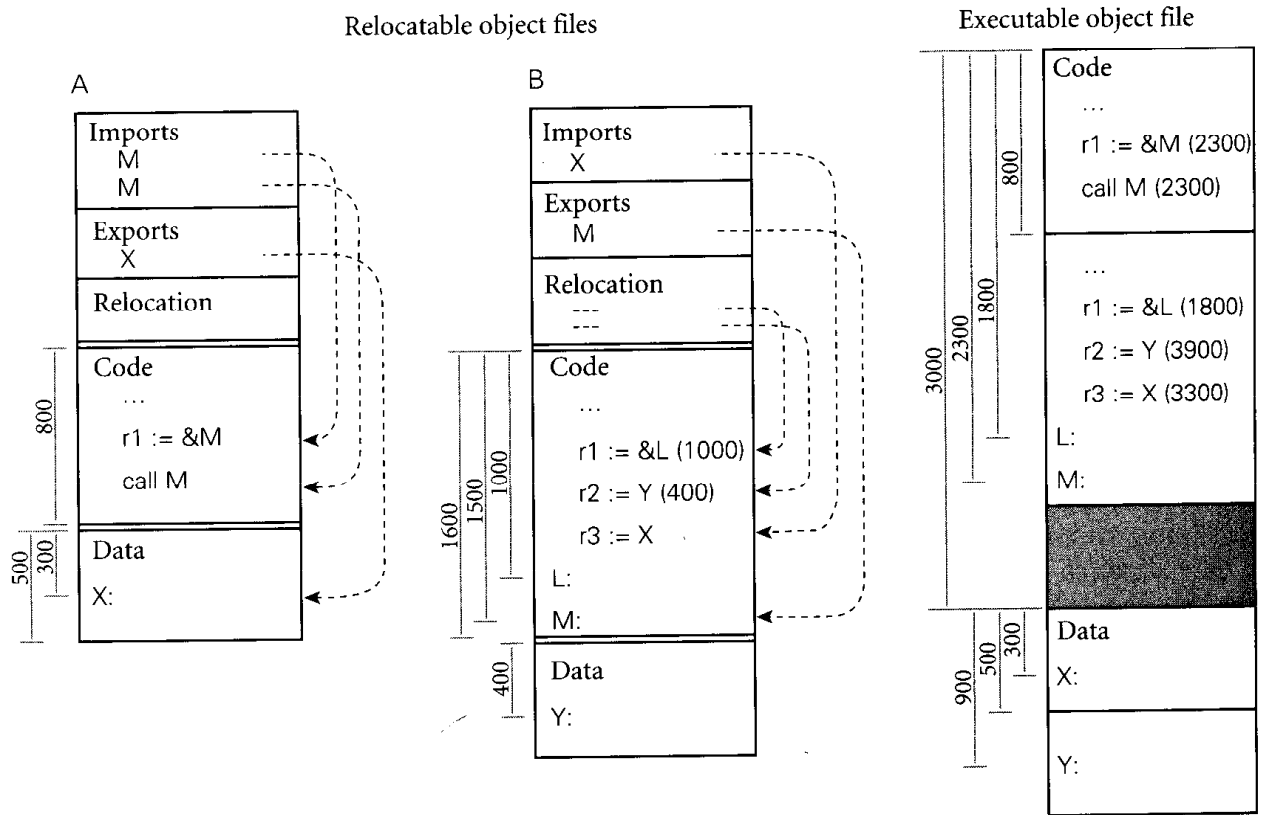 Relocatable object files
Executable object file
A
Imports
M
M
Exports
X
Relocation
Code
...
r1 := &M
call M
Data
X:
800
500
300
B
Imports
X
Exports
M
Relocation
Code
...
r1 := &L (1000)
r2 := Y (400)
r3 := X
L:
M:
Data
Y:
1600
1500
1000
400
Code
...
r1 := &M (2300)
call M (2300)
...
r1 := &L (1800)
r2 := Y (3900)
r3 := X (3300)
L:
M:
Data
X:
Y:
3000
2300
1800
800
900
500
300